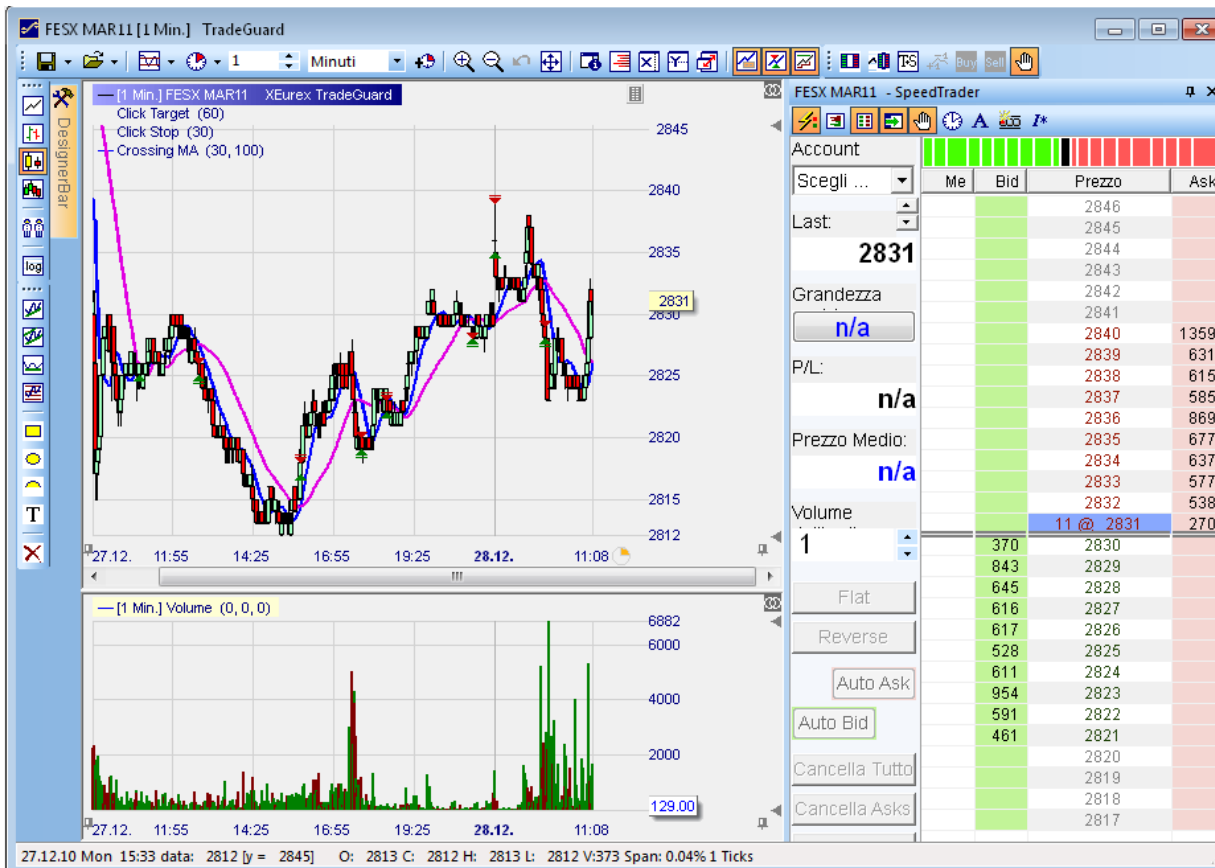 FESX MAR11 [1 Min.] TradeGuard
1 Minuti
T-S Buy Sell
DesignerBar
log
T
— [1 Min.] FESX MAR11 XEurex TradeGuard
Click Target (60)
Click Stop (30)
Crossing MA (30, 100)
2845
2840
2835
2831
2830
2825
2820
2815
2812
27.12. 11:55 14:25 16:55 19:25 28.12. 11:08
— [1 Min.] Volume (0, 0, 0)
6882
6000
4000
2000
129.00
27.12. 11:55 14:25 16:55 19:25 28.12. 11:08
FESX MAR11 - SpeedTrader
A I*
Account
Scegli ...
Last:
2831
Grandezza
n/a
P/L:
n/a
Prezzo Medio:
n/a
Volume
1
Flat
Reverse
Auto Ask
Auto Bid
Cancella Tutto
Cancella Asks
Me Bid Prezzo Ask
2846
2845
2844
2843
2842
2841
2840 1359
2839 631
2838 615
2837 585
2836 869
2835 677
2834 637
2833 577
2832 538
11 @ 2831 270
370 2830
843 2829
645 2828
616 2827
617 2826
528 2825
611 2824
954 2823
591 2822
461 2821
2820
2819
2818
2817
27.12.10 Mon 15:33 data: 2812 [y = 2845] O: 2813 C: 2812 H: 2813 L: 2812 V:373 Span: 0.04% 1 Ticks